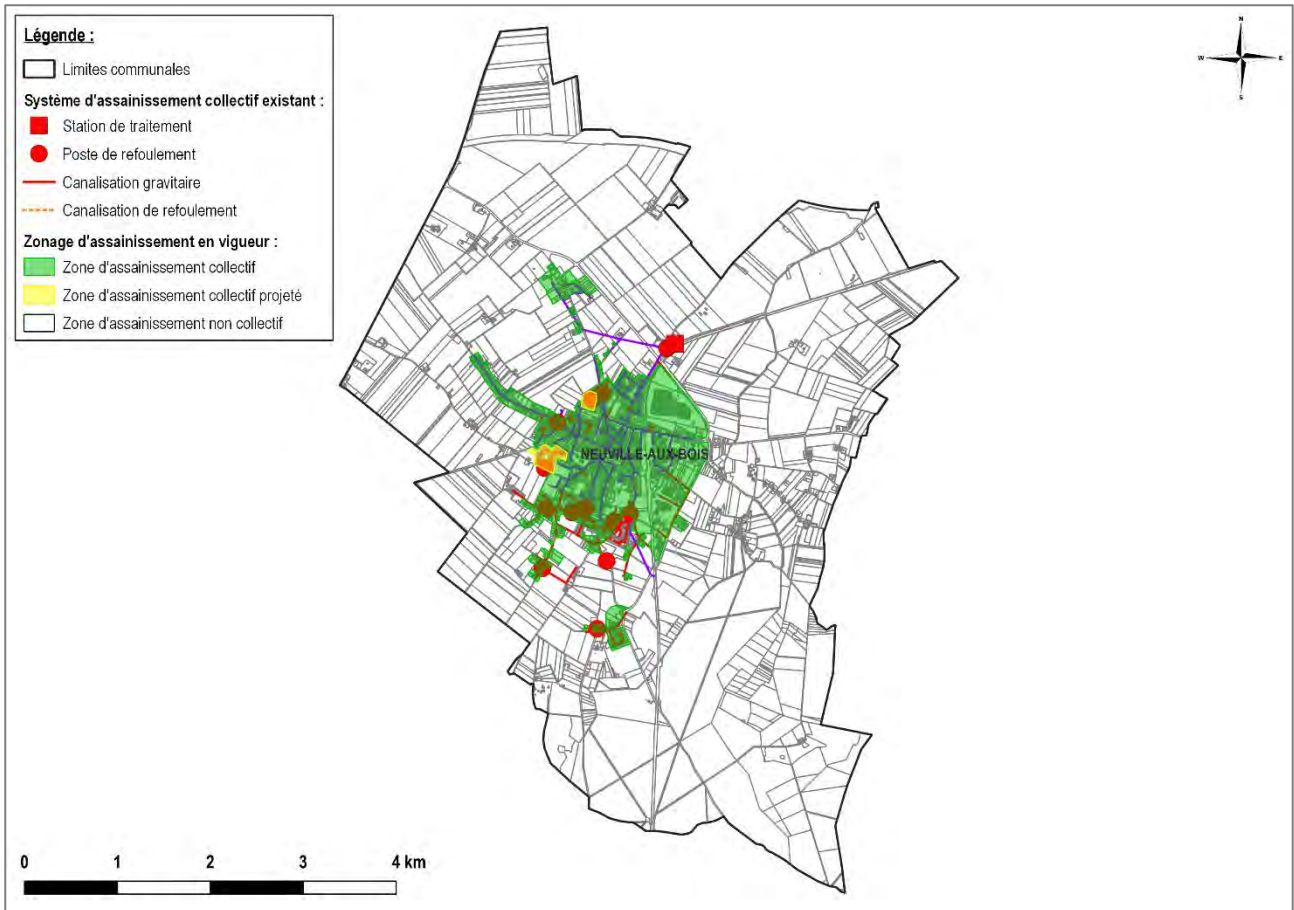 Légende :
Limites communales
Système d'assainissement collectif existant :
Station de traitement
Poste de refoulement
Canalisation gravitaire
Canalisation de refoulement
Zonage d'assainissement en vigueur :
Zone d'assainissement collectif
Zone d'assainissement collectif projeté
Zone d'assainissement non collectif
N
W E
S
NEUVILLE-AUX-BOIS
0 1 2 3 4 km